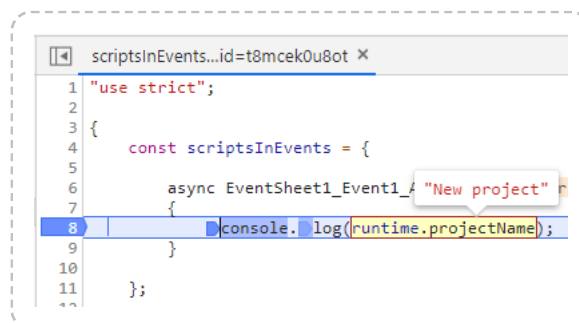 scriptsInEvents...id=t8mcek0u8ot ×
1 "use strict";
2
3 {
4 const scriptsInEvents = {
5
6 async EventSheet1_Event1_A
"New project"
7 {
8 console.log(runtime.projectName);
9 }
10
11 };